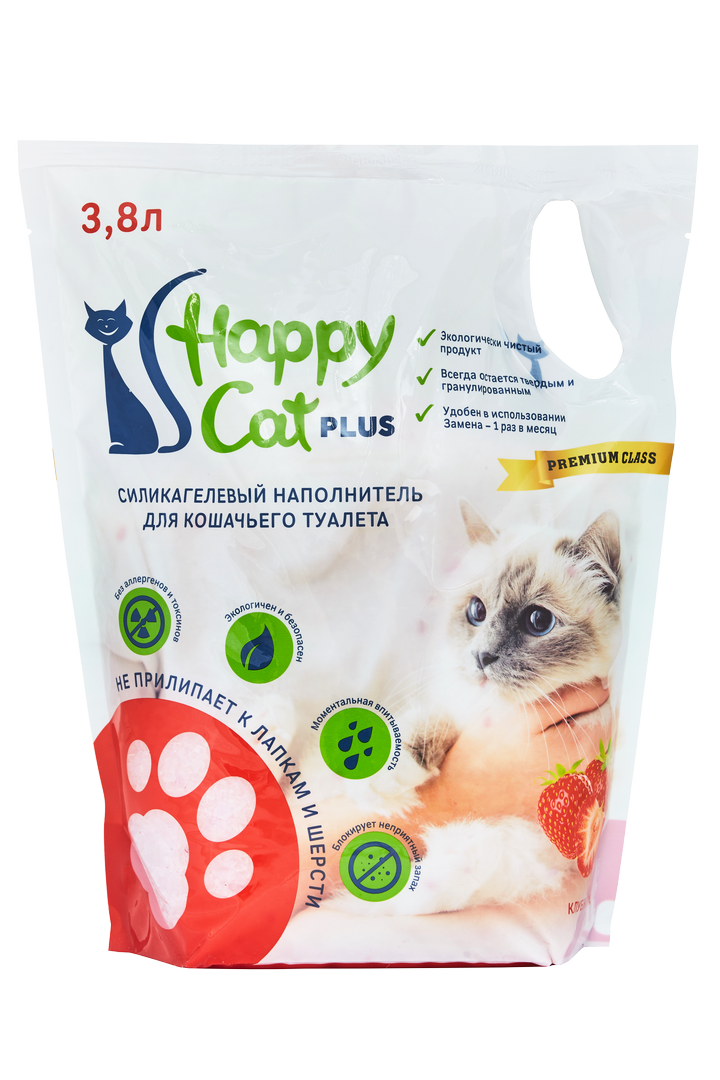 3,8л
Happy
Cat PLUS
Экологически чистый
продукт
Всегда остается твердым и
гранулированным
Удобен в использовании
Замена – 1 раз в месяц
PREMIUM CLASS
СИЛИКАГЕЛЕВЫЙ НАПОЛНИТЕЛЬ
ДЛЯ КОШАЧЬЕГО ТУАЛЕТА
Без аллергенов и токсинов
Экологичен и безопасен
НЕ ПРИЛИПАЕТ К ЛАПКАМ И ШЕРСТИ
Моментальная впитываемость
Блокирует неприятный запах